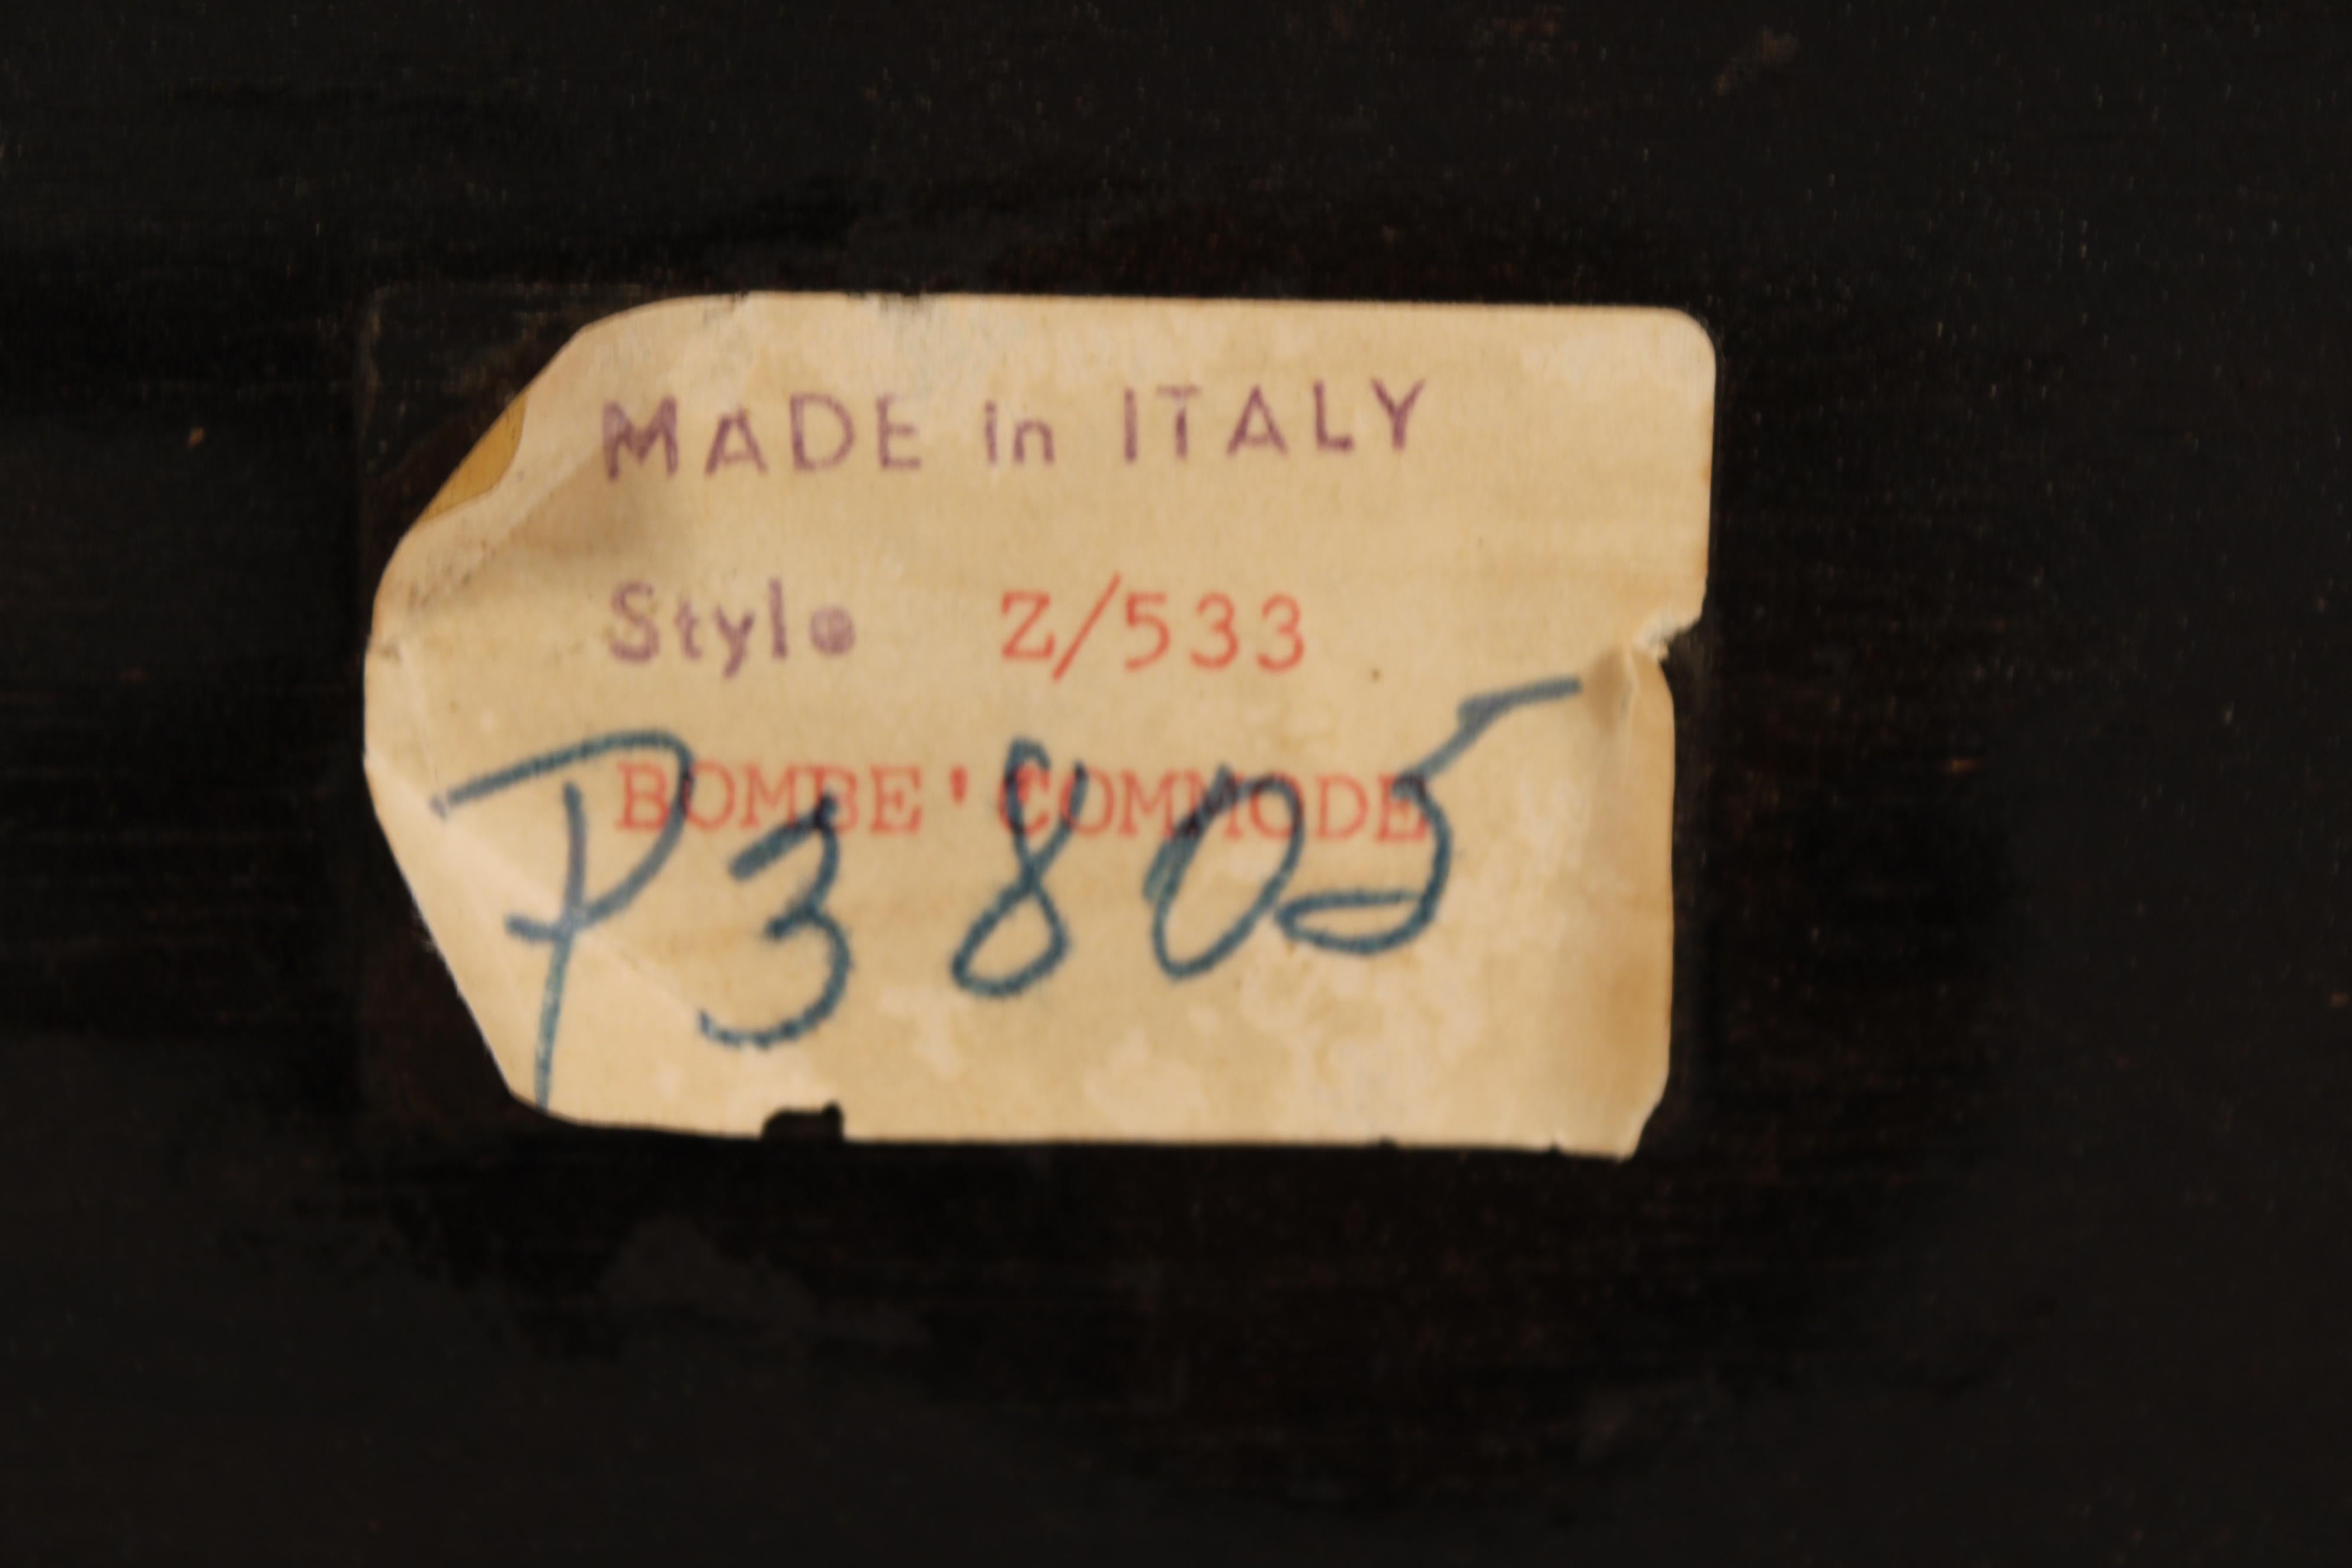 MADE in ITALY
Style Z/533
BOMBE' COMMODE
P3805